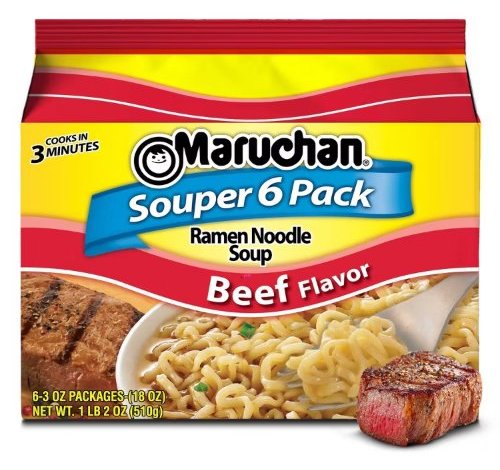 COOKS IN
3 MINUTES
Maruchan®
Souper 6 Pack
Ramen Noodle
Soup
Beef Flavor
6-3 OZ PACKAGES (18 OZ)
NET WT. 1 LB 2 OZ (510g)